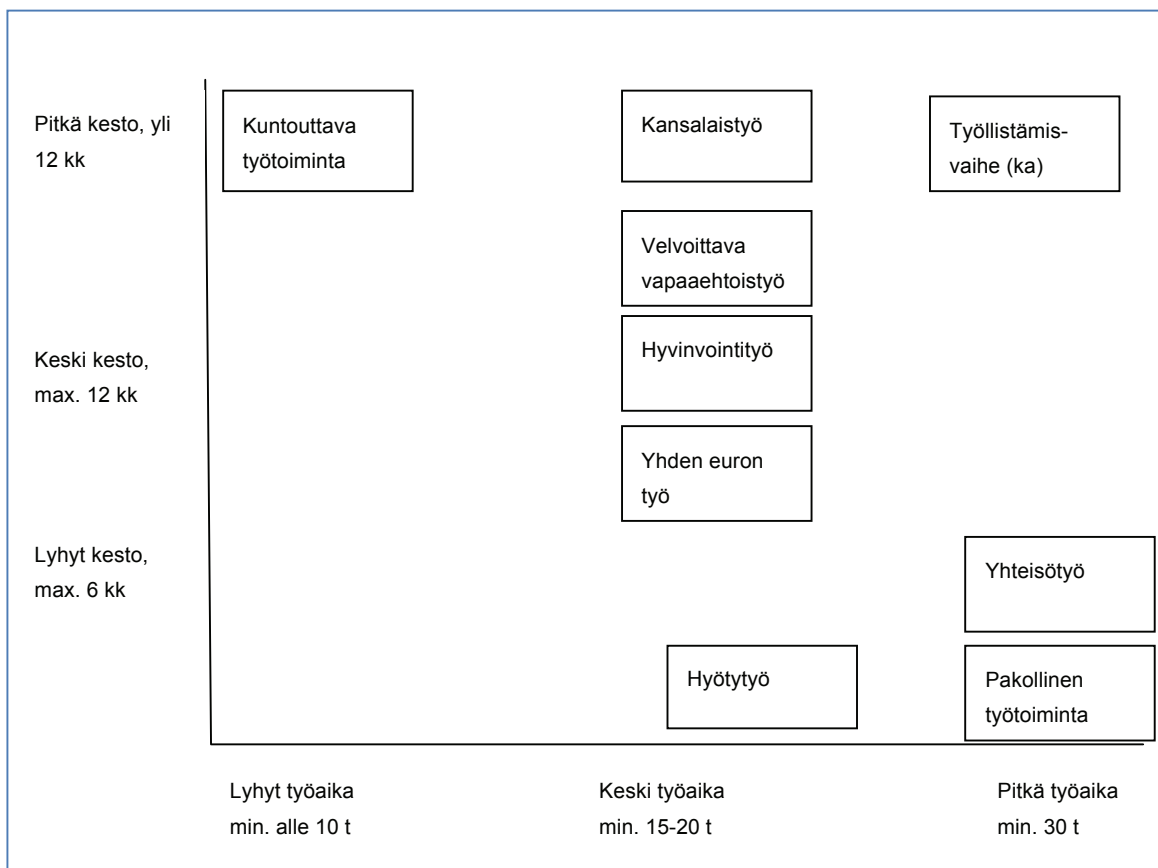 Pitkä kesto, yli
12 kk
Kuntouttava
työtoiminta
Kansalaistyö
Työllistämis-
vaihe (ka)
Velvoittava
vapaaehtoistyö
Keski kesto,
max. 12 kk
Hyvinvointityö
Yhden euron
työ
Lyhyt kesto,
max. 6 kk
Yhteisötyö
Hyötytyö
Pakollinen
työtoiminta
Lyhyt työaika
min. alle 10 t
Keski työaika
min. 15-20 t
Pitkä työaika
min. 30 t